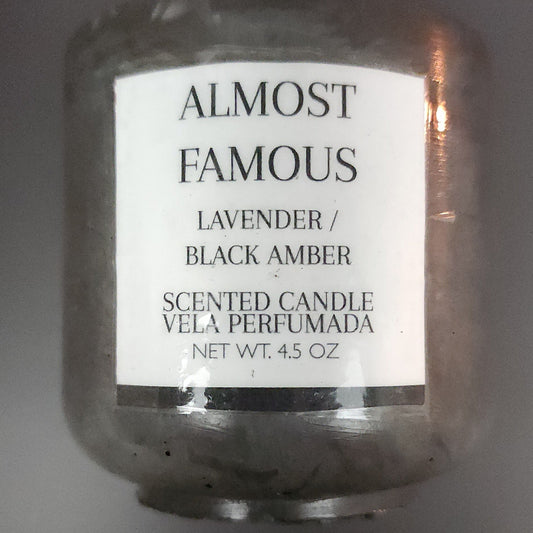 ALMOST
FAMOUS
LAVENDER /
BLACK AMBER
SCENTED CANDLE
VELA PERFUMADA
NET WT. 4.5 OZ